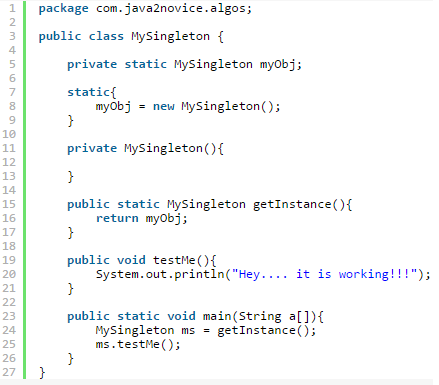 1 package com.java2novice.algos;
2
3 public class MySingleton {
4
5     private static MySingleton myObj;
6
7     static{
8         myObj = new MySingleton();
9     }
10
11     private MySingleton(){
12
13     }
14
15     public static MySingleton getInstance(){
16         return myObj;
17     }
18
19     public void testMe(){
20         System.out.println("Hey.... it is working!!!");
21     }
22
23     public static void main(String a[]){
24         MySingleton ms = getInstance();
25         ms.testMe();
26     }
27 }